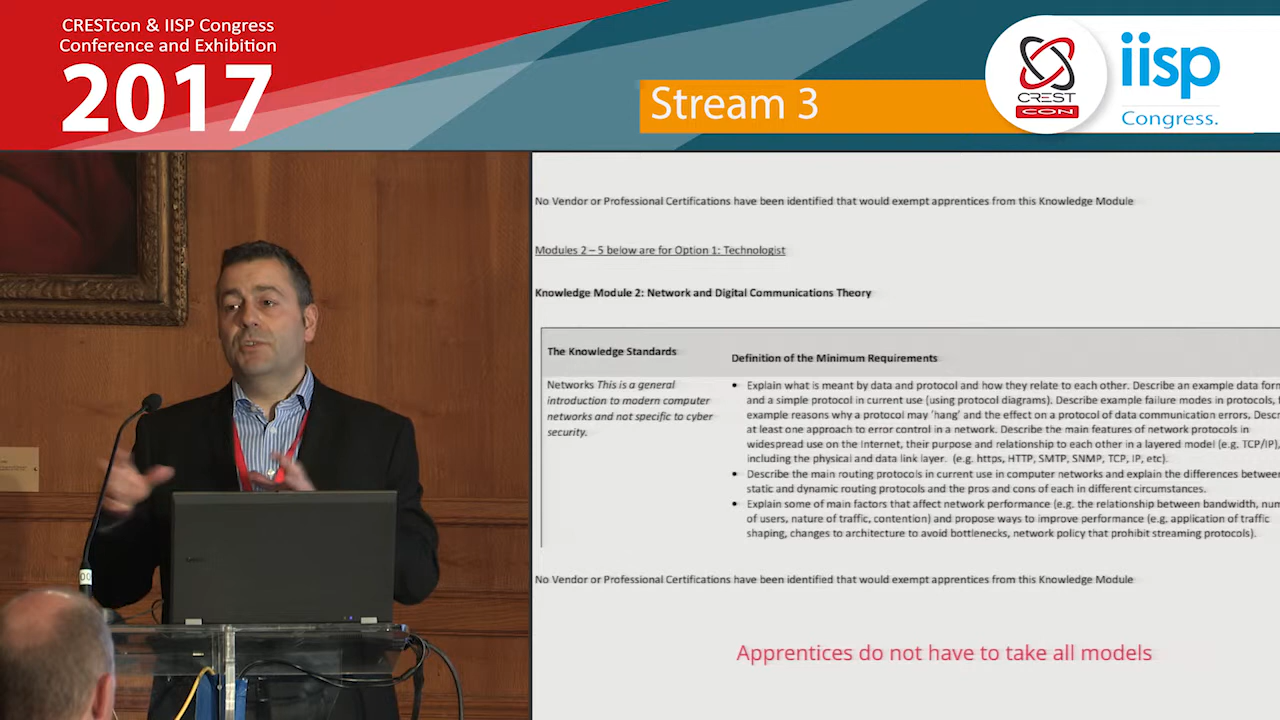 CRESTcon & IISP Congress
Conference and Exhibition
2017
Stream 3
CREST
CON
iisp
Congress.
No Vendor or Professional Certifications have been identified that would exempt apprentices from this Knowledge Module
Modules 2 – 5 below are for Option 1: Technologist
Knowledge Module 2: Network and Digital Communications Theory
The Knowledge Standards
Definition of the Minimum Requirements
Networks This is a general
introduction to modern computer
networks and not specific to cyber
security.
• Explain what is meant by data and protocol and how they relate to each other. Describe an example data form
and a simple protocol in current use (using protocol diagrams). Describe example failure modes in protocols, f
example reasons why a protocol may 'hang' and the effect on a protocol of data communication errors, Descr
at least one approach to error control in a network. Describe the main features of network protocols in
widespread use on the Internet, their purpose and relationship to each other in a layered model (e.g. TCP/IP),
including the physical and data link layer. (e.g. https, HTTP, SMTP, SNMP, TCP, IP, etc).
• Describe the main routing protocols in current use in computer networks and explain the differences between
static and dynamic routing protocols and the pros and cons of each in different circumstances.
• Explain some of main factors that affect network performance (e.g. the relationship between bandwidth, num
of users, nature of traffic, contention) and propose ways to improve performance (e.g. application of traffic
shaping, changes to architecture to avoid bottlenecks, network policy that prohibit streaming protocols).
No Vendor or Professional Certifications have been identified that would exempt apprentices from this Knowledge Module
Apprentices do not have to take all models